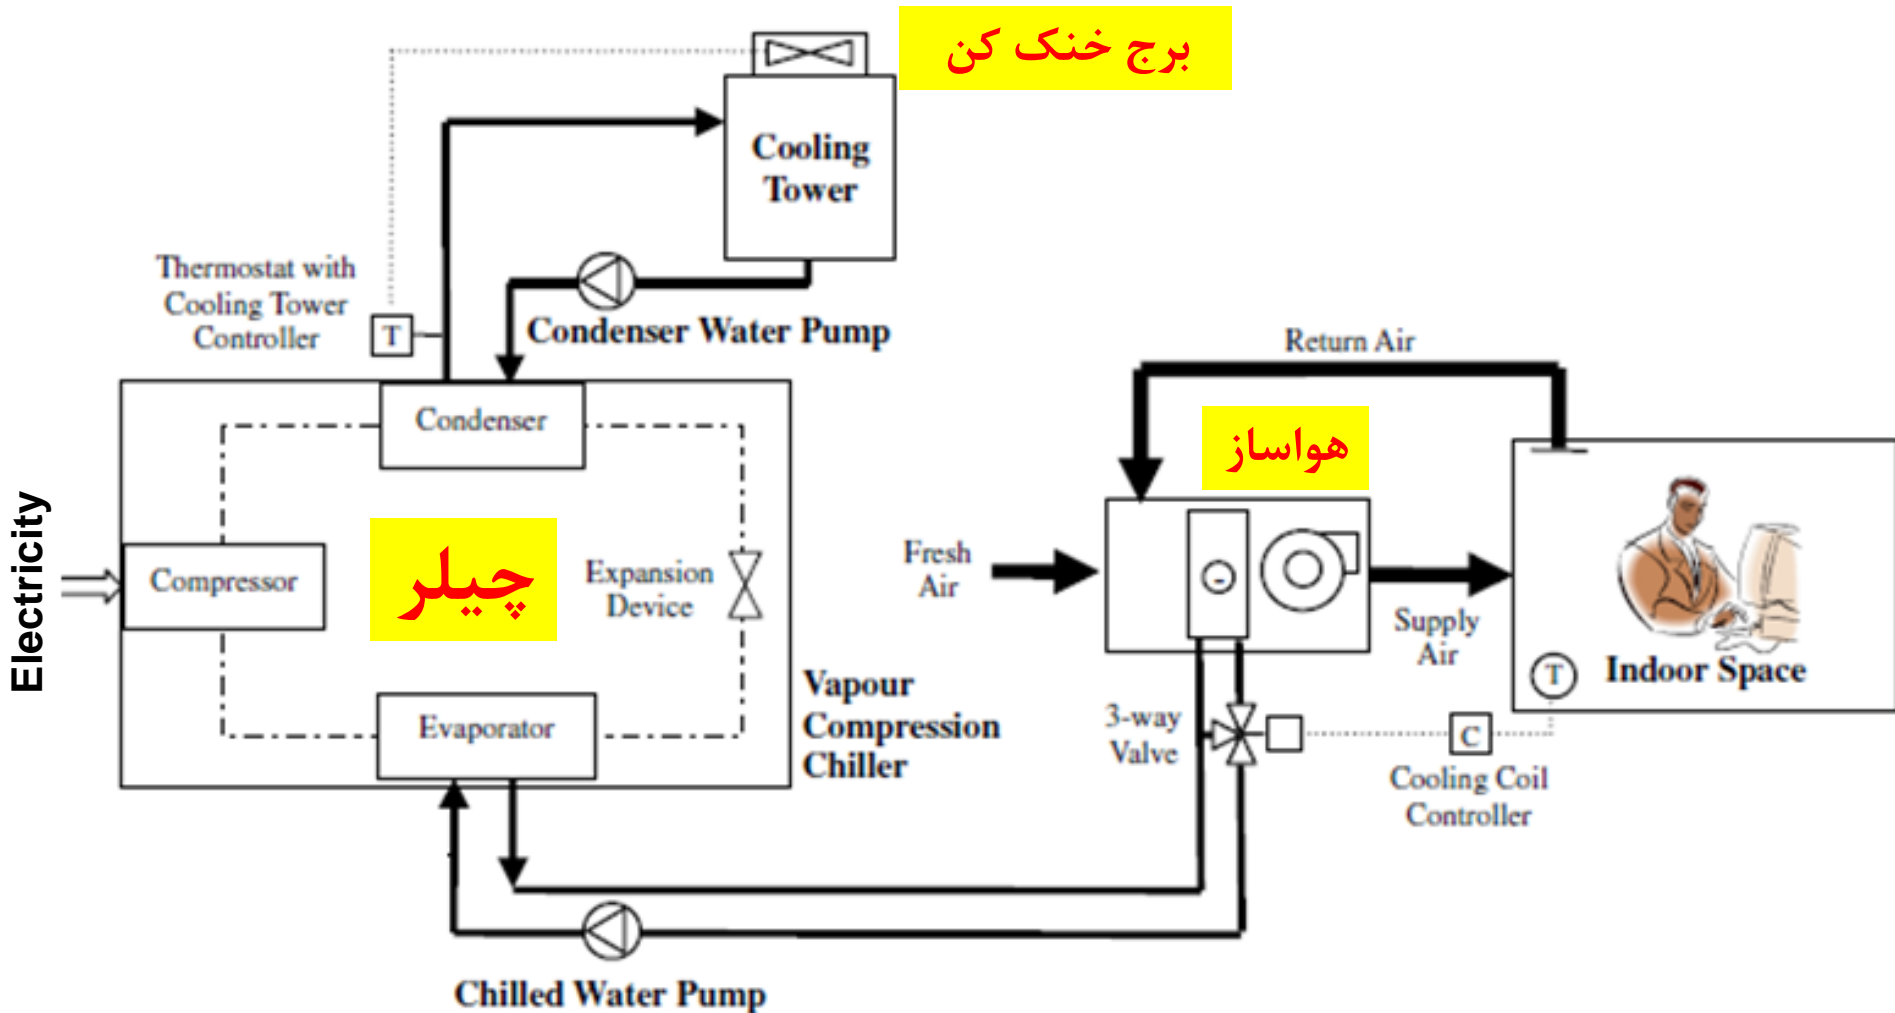 برج خنک کن
Cooling
Tower
Thermostat with
Cooling Tower
Controller
T
Condenser Water Pump
Return Air
Condenser
هواساز
Electricity
Compressor
چیلر
Expansion
Device
Fresh
Air
-
Supply
Air
Indoor Space
T
Evaporator
Vapour
Compression
Chiller
3-way
Valve
C
Cooling Coil
Controller
Chilled Water Pump